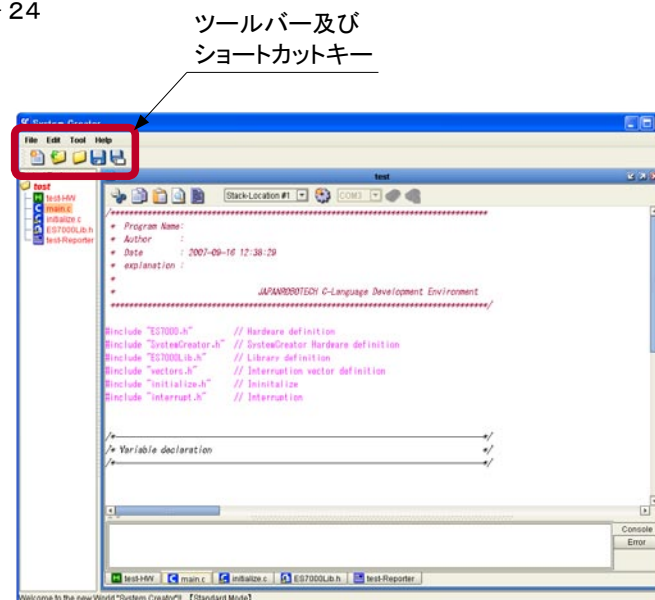 24
ツールバー及び
ショートカットキー
System Creator
File Edit Tool Help
test
test
test-HW
main.c
initialize.c
ES7000Lib.h
test-Reporter
Stack-Location #1
COM3
/***
* Program Name:
* Author :
* Date : 2007-09-16 12:38:29
* explanation :
*
* JAPANROBOTECH C-Language Development Environment
***/
#include "ES7000.h" // Hardware definition
#include "SystemCreator.h" // SystemCreator Hardware definition
#include "ES7000Lib.h" // Library definition
#include "vectors.h" // Interruption vector definition
#include "initialize.h" // Ininitalize
#include "interrupt.h" // Interruption
/*---*/
/* Variable declaration */
/*---*/
Console
Error
test-HW main.c initialize.c ES7000Lib.h test-Reporter
Welcome to the new World "System Creator"!! 【Standard Mode】